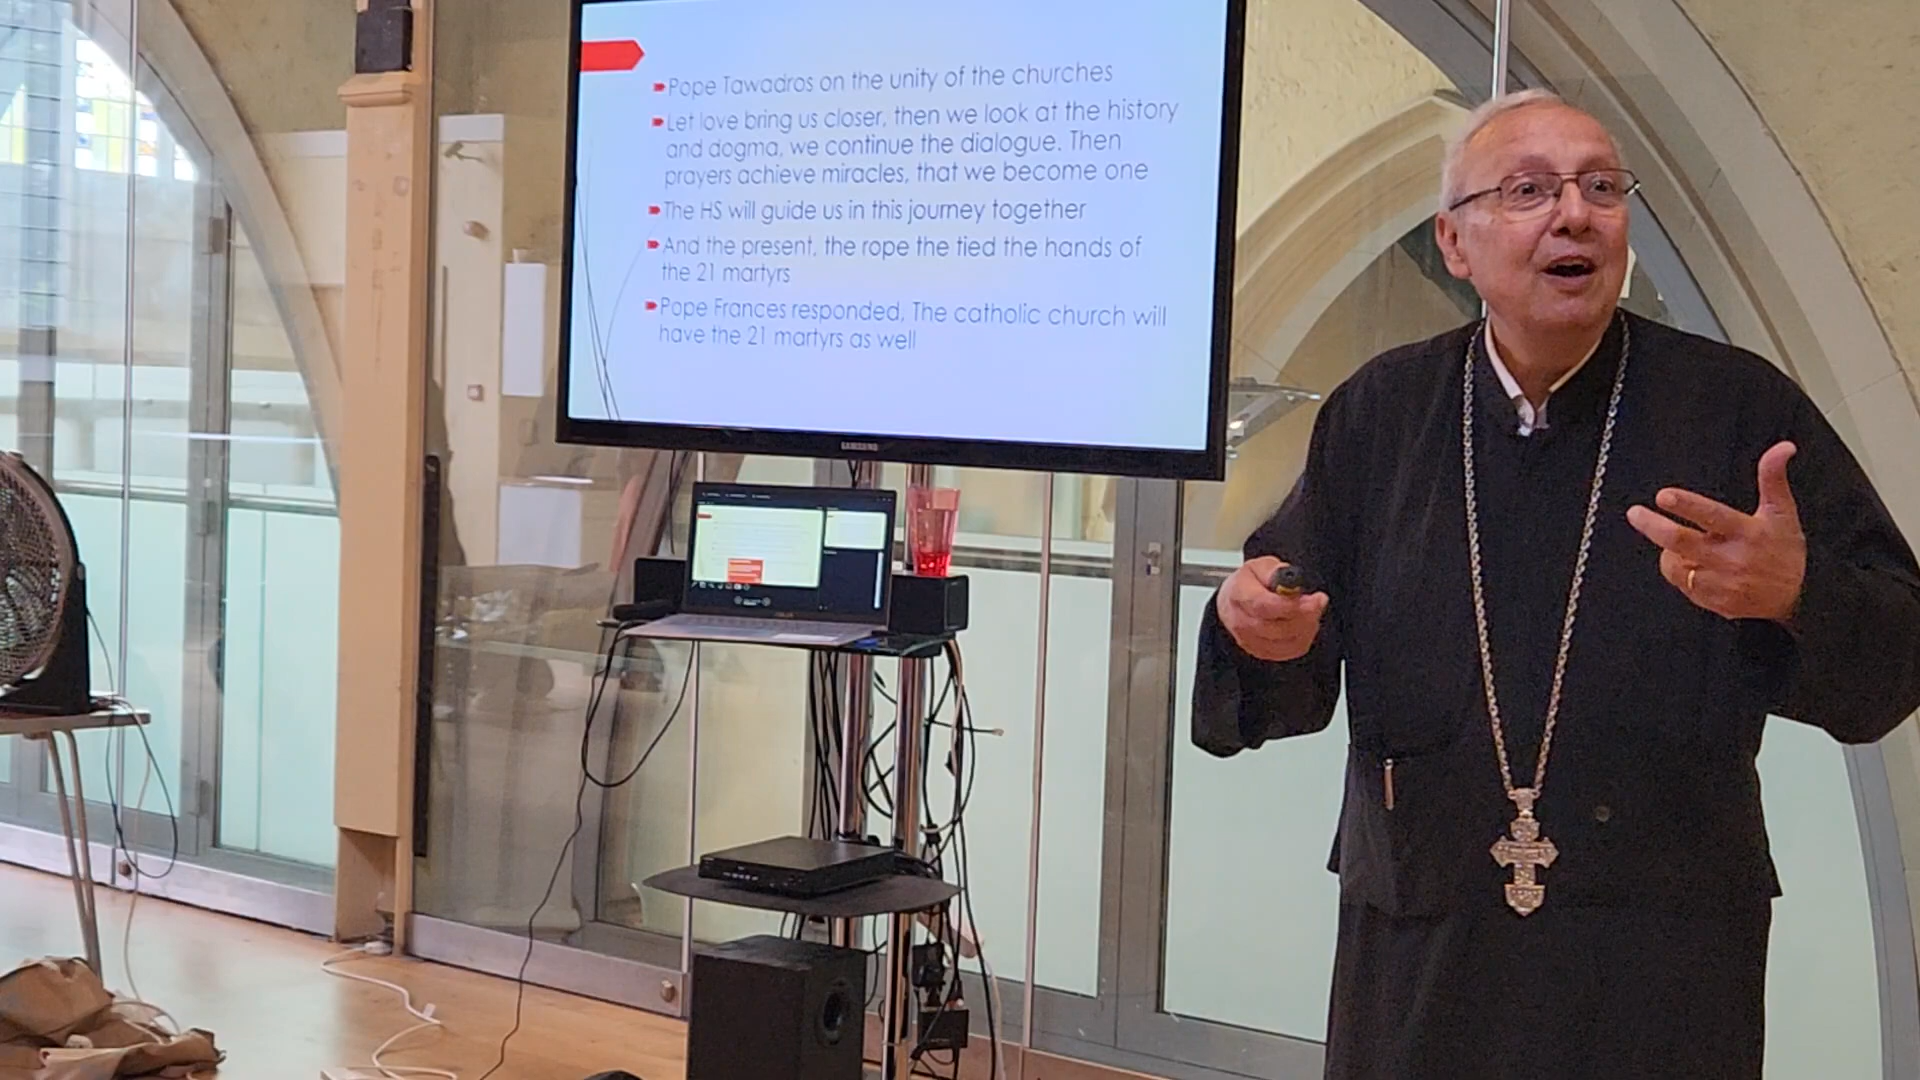 Pope Tawadros on the unity of the churches
Let love bring us closer, then we look at the history
and dogma, we continue the dialogue. Then
prayers achieve miracles, that we become one
The HS will guide us in this journey together
And the present, the rope the tied the hands of
the 21 martyrs
Pope Frances responded, The catholic church will
have the 21 martyrs as well
SAMSUNG